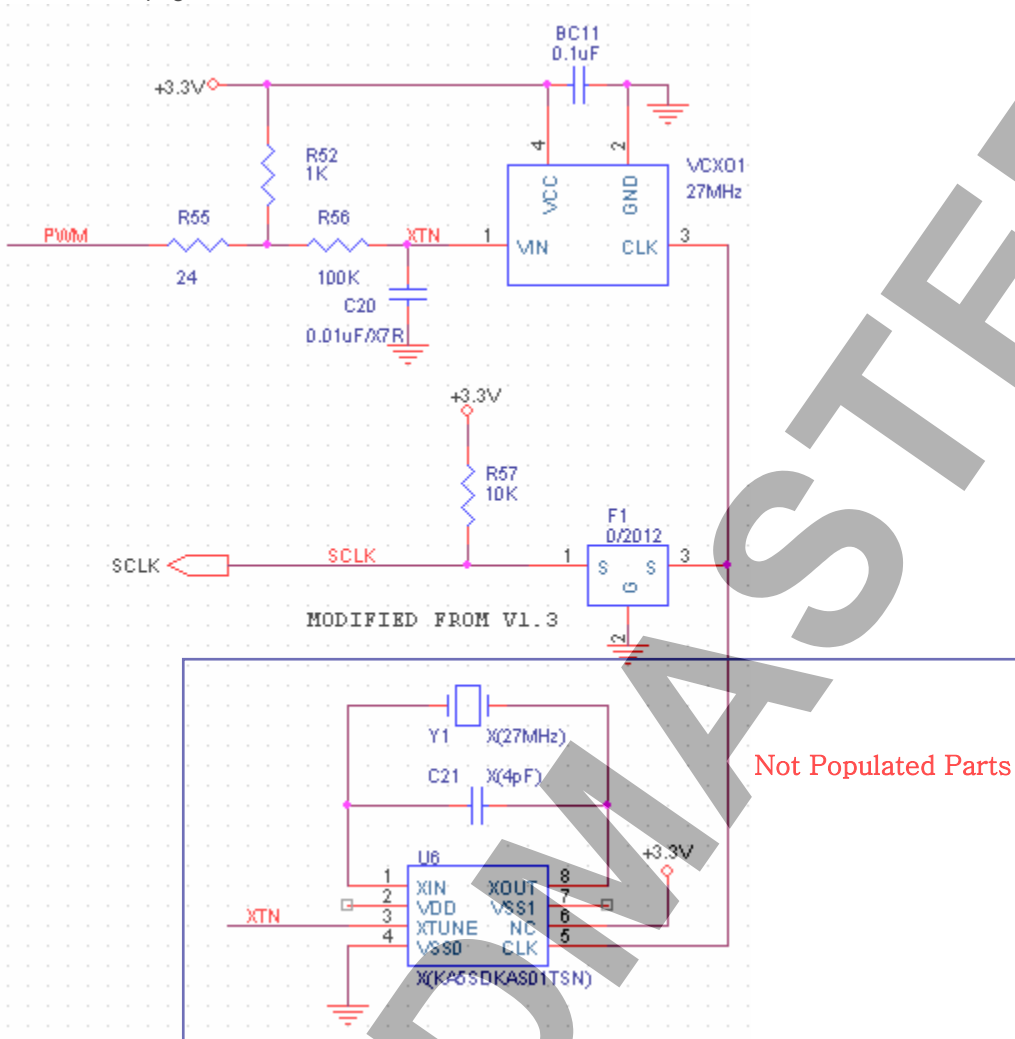 BC11
0.1uF
+3.3V
R52
1K
4
2
VCC
GND
VCXO1
27MHz
PWM
R55
24
R56
100K
XTN
1
VIN
CLK
3
C20
0.01uF/X7R
+3.3V
R57
10K
F1
0/2012
SCLK
SCLK
1
S
S
G
3
2
MODIFIED FROM V1.3
Y1
X(27MHz)
Not Populated Parts
C21
X(4pF)
+3.3V
U6
1
XIN
XOUT
8
2
VDD
VSS1
7
XTN
3
XTUNE
NC
6
4
VSSO
CLK
5
X(KA5SDKAS01TSN)